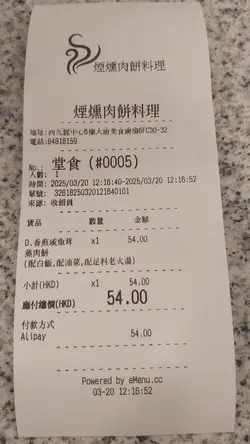 煙燻肉餅料理
煙燻肉餅料理
地址:西九龍中心8樓大廚美食廣場6FC30-32
電話:84816158
No.: 堂食 (#0005)
人數: 1
時間: 2025/03/20 12:16:40-2025/03/20 12:16:52
單號: 3261825032012164​0101
來源: 收銀員
貨品 數量 金額
D.香煎咸魚茸 x1 54.00
蒸肉餅
(配白飯,配油菜,配足料老火湯)
小計(HKD) x1 54.00
應付總價(HKD) 54.00
付款方式
Alipay 54.00
Powered by eMenu.cc
03-20 12:16:52